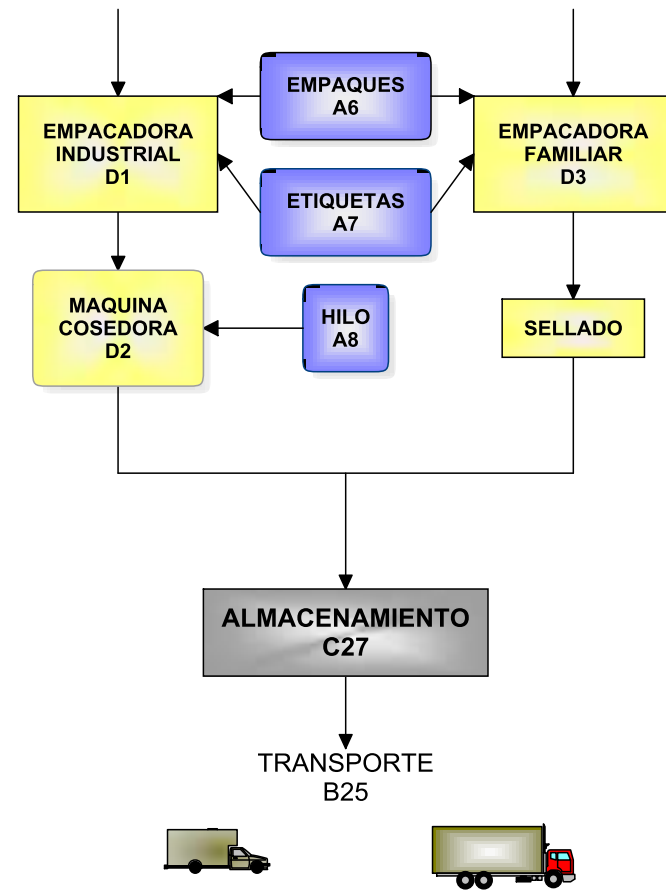 EMPAQUES
A6
EMPACADORA
INDUSTRIAL
D1
EMPACADORA
FAMILIAR
D3
ETIQUETAS
A7
MAQUINA
COSEDORA
D2
HILO
A8
SELLADO
ALMACENAMIENTO
C27
TRANSPORTE
B25